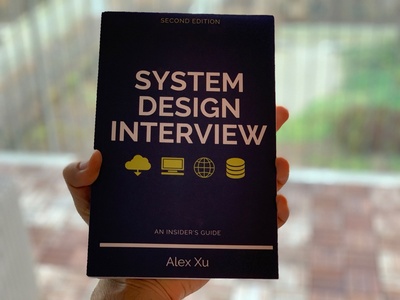 SECOND EDITION
SYSTEM
DESIGN
INTERVIEW
AN INSIDER'S GUIDE
Alex Xu